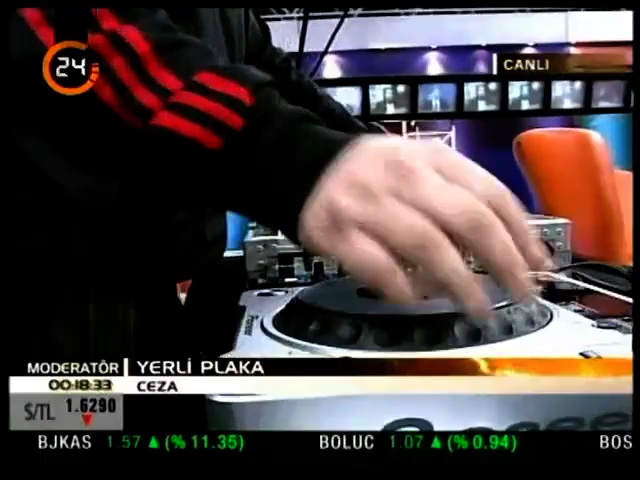 24
CANLI
Pioneer
MODERATÖR YERLİ PLAKA
00:18:33 CEZA
$/TL 1.6290
BJKAS 1.57 (% 11.35) BOLUC 1.07 (% 0.94) BOS